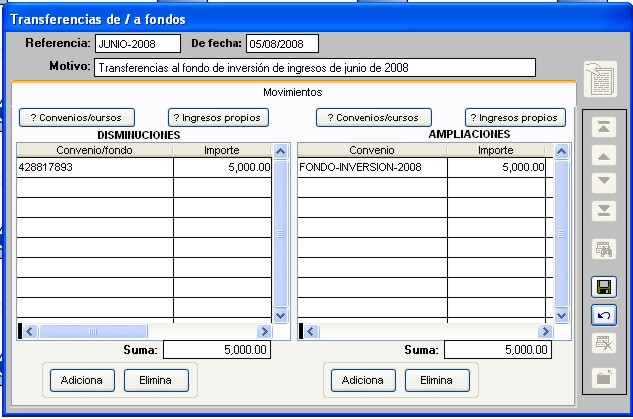 Transferencias de / a fondos
Referencia: JUNIO-2008 De fecha: 05/08/2008
Motivo: Transferencias al fondo de inversión de ingresos de junio de 2008
Movimientos
? Convenios/cursos ? Ingresos propios ? Convenios/cursos ? Ingresos propios
DISMINUCIONES AMPLIACIONES
Convenio/fondo Importe Convenio Importe
428817893 5,000.00 FONDO-INVERSION-2008 5,000.00
Suma: 5,000.00 Suma: 5,000.00
Adiciona Elimina Adiciona Elimina